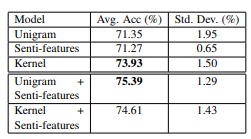 Model Avg. Acc (%) Std. Dev. (%)
Unigram 71.35 1.95
Senti-features 71.27 0.65
Kernel 73.93 1.50
Unigram + 75.39 1.29
Senti-features
Kernel + 74.61 1.43
Senti-features